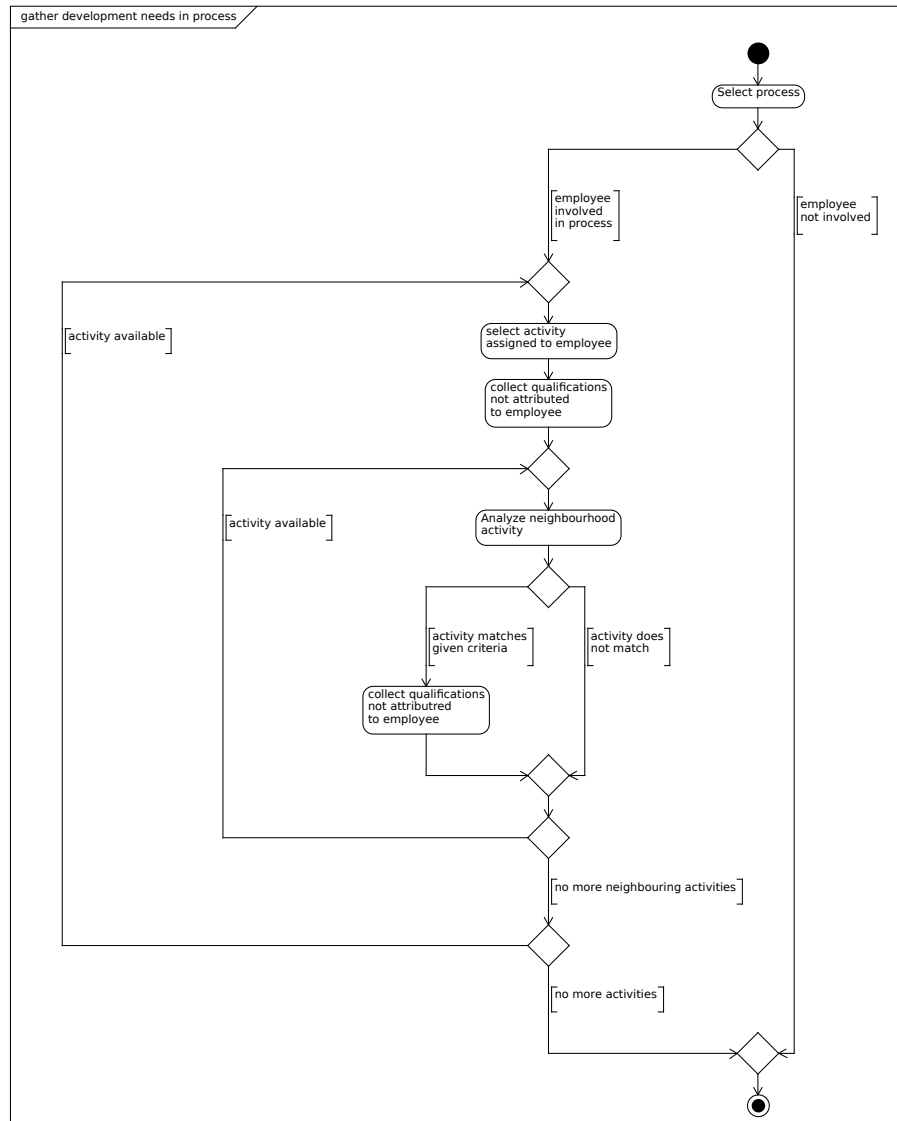 gather development needs in process
Select process
employee
involved
in process
employee
not involved
activity available
select activity
assigned to employee
collect qualifications
not attributed
to employee
activity available
Analyze neighbourhood
activity
activity matches
given criteria
activity does
not match
collect qualifications
not attributred
to employee
no more neighbouring activities
no more activities